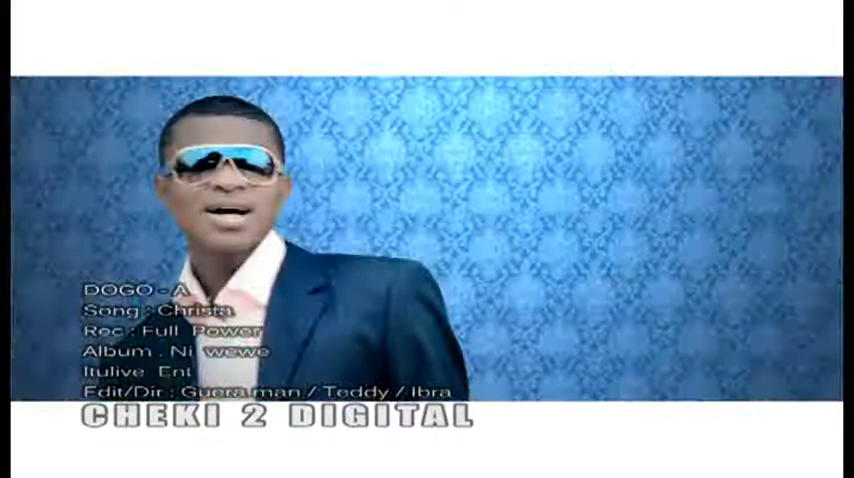 DOGO - A
Song : Christa
Rec : Full Power
Album . Ni wewe
Itulive Ent
Edit/Dir : Guera man / Teddy / Ibra
CHEKI 2 DIGITAL